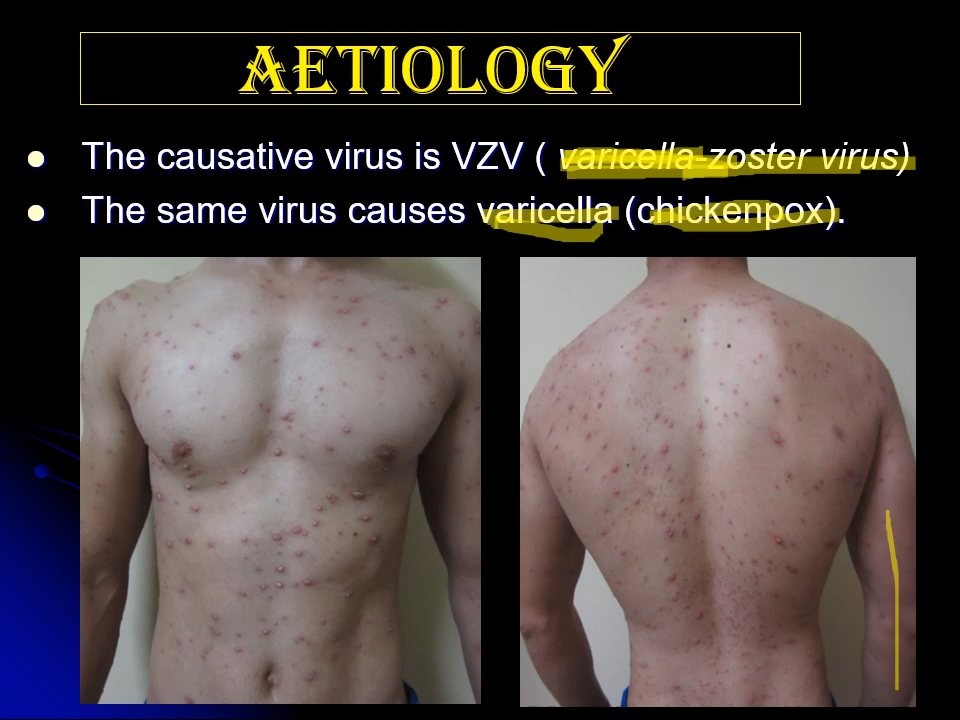 AETIOLOGY
The causative virus is VZV ( varicella-zoster virus)
The same virus causes varicella (chickenpox).